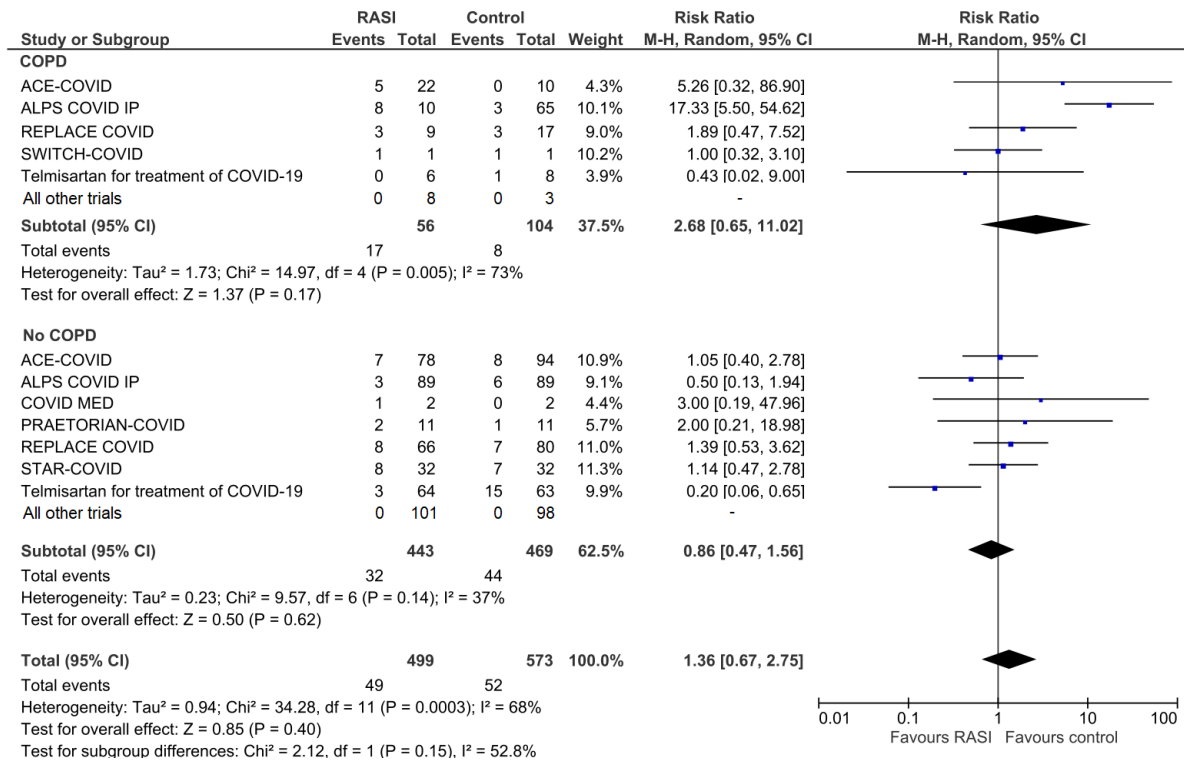 RASI Control Risk Ratio Risk Ratio
Study or Subgroup Events Total Events Total Weight M-H, Random, 95% CI M-H, Random, 95% CI
COPD
ACE-COVID 5 22 0 10 4.3% 5.26 [0.32, 86.90]
ALPS COVID IP 8 10 3 65 10.1% 17.33 [5.50, 54.62]
REPLACE COVID 3 9 3 17 9.0% 1.89 [0.47, 7.52]
SWITCH-COVID 1 1 1 1 10.2% 1.00 [0.32, 3.10]
Telmisartan for treatment of COVID-19 0 6 1 8 3.9% 0.43 [0.02, 9.00]
All other trials 0 8 0 3 -
Subtotal (95% CI) 56 104 37.5% 2.68 [0.65, 11.02]
Total events 17 8
Heterogeneity: Tau² = 1.73; Chi² = 14.97, df = 4 (P = 0.005); I² = 73%
Test for overall effect: Z = 1.37 (P = 0.17)
No COPD
ACE-COVID 7 78 8 94 10.9% 1.05 [0.40, 2.78]
ALPS COVID IP 3 89 6 89 9.1% 0.50 [0.13, 1.94]
COVID MED 1 2 0 2 4.4% 3.00 [0.19, 47.96]
PRAETORIAN-COVID 2 11 1 11 5.7% 2.00 [0.21, 18.98]
REPLACE COVID 8 66 7 80 11.0% 1.39 [0.53, 3.62]
STAR-COVID 8 32 7 32 11.3% 1.14 [0.47, 2.78]
Telmisartan for treatment of COVID-19 3 64 15 63 9.9% 0.20 [0.06, 0.65]
All other trials 0 101 0 98 -
Subtotal (95% CI) 443 469 62.5% 0.86 [0.47, 1.56]
Total events 32 44
Heterogeneity: Tau² = 0.23; Chi² = 9.57, df = 6 (P = 0.14); I² = 37%
Test for overall effect: Z = 0.50 (P = 0.62)
Total (95% CI) 499 573 100.0% 1.36 [0.67, 2.75]
Total events 49 52
Heterogeneity: Tau² = 0.94; Chi² = 34.28, df = 11 (P = 0.0003); I² = 68%
Test for overall effect: Z = 0.85 (P = 0.40)
Test for subgroup differences: Chi² = 2.12, df = 1 (P = 0.15), I² = 52.8%
0.01 0.1 1 10 100
Favours RASI Favours control